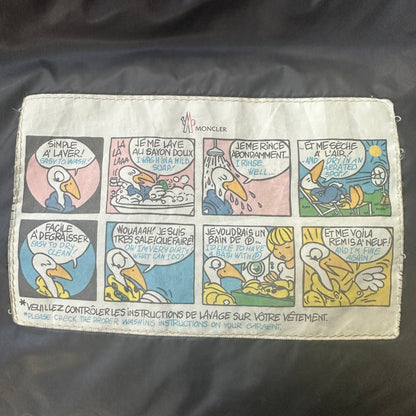 MONCLER
SIMPLE
À LAVER!
EASY TO WASH!
LA
LA
LALA
JE ME LAVE
AU SAVON DOUX
I WASH IN A MILD
SOAP!
JE ME RINCE
ABONDAMMENT...
I RINSE
WELL...
...ET ME SÈCHE
À L'AIR!
...AND I DRY IN AN
AERATED
SPOT!
FACILE
À DÉGRAISSER
EASY TO DRY
CLEAN!
WOUAAAH! JE SUIS
TRÈS SALE! QUE FAIRE?
OH! I'M VERY DIRTY
WHAT CAN I DO?
JE VOUDRAIS UN
BAIN DE Ⓟ...
I'D LIKE TO HAVE
A BATH WITH Ⓟ...
ET ME VOILÀ
REMIS À NEUF!
AND I'M FINE
AGAIN!
*VEUILLEZ CONTRÔLER LES INSTRUCTIONS DE LAVAGE SUR VÔTRE VÊTEMENT.
*PLEASE CHECK THE PROPER WASHING INSTRUCTIONS ON YOUR GARMENT.